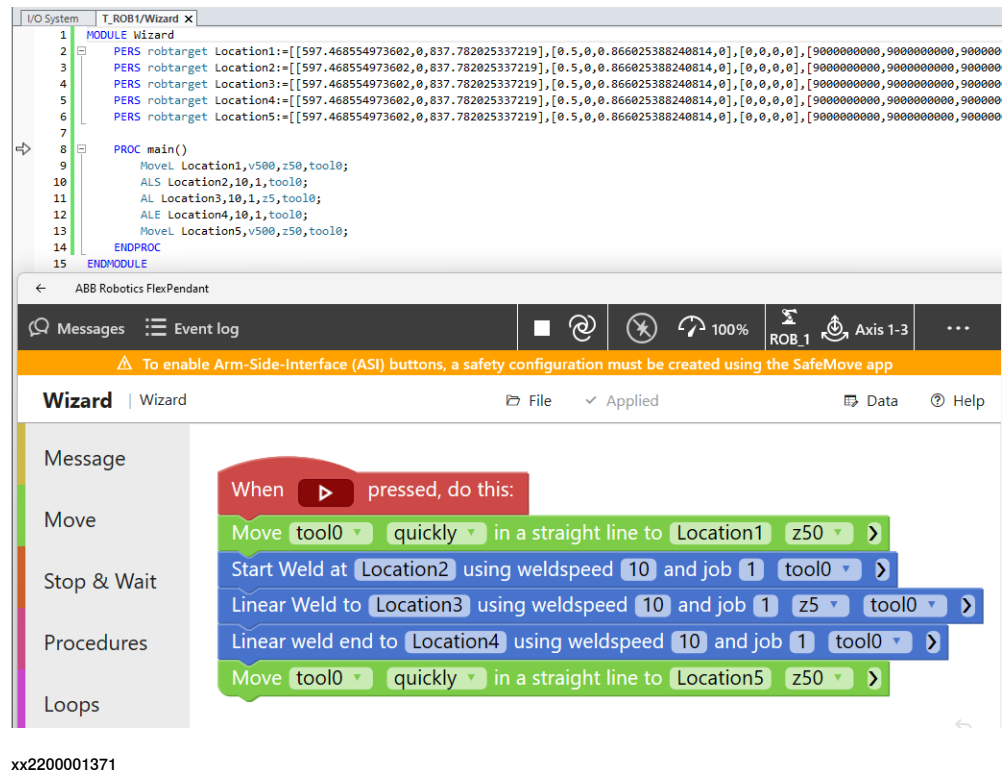 I/O System T_ROB1/Wizard ×
1 MODULE Wizard
2 PERS robtarget Location1:=[[597.468554973602,0,837.782025337219],[0.5,0,0.866025388240814,0],[0,0,0,0],[9000000000,9000000000,900000
3 PERS robtarget Location2:=[[597.468554973602,0,837.782025337219],[0.5,0,0.866025388240814,0],[0,0,0,0],[9000000000,9000000000,900000
4 PERS robtarget Location3:=[[597.468554973602,0,837.782025337219],[0.5,0,0.866025388240814,0],[0,0,0,0],[9000000000,9000000000,900000
5 PERS robtarget Location4:=[[597.468554973602,0,837.782025337219],[0.5,0,0.866025388240814,0],[0,0,0,0],[9000000000,9000000000,900000
6 PERS robtarget Location5:=[[597.468554973602,0,837.782025337219],[0.5,0,0.866025388240814,0],[0,0,0,0],[9000000000,9000000000,900000
7
8 PROC main()
9 MoveL Location1,v500,z50,tool0;
10 ALS Location2,10,1,tool0;
11 AL Location3,10,1,z5,tool0;
12 ALE Location4,10,1,tool0;
13 MoveL Location5,v500,z50,tool0;
14 ENDPROC
15 ENDMODULE
ABB Robotics FlexPendant
Messages Event log 100% ROB_1 Axis 1-3 ...
To enable Arm-Side-Interface (ASI) buttons, a safety configuration must be created using the SafeMove app
Wizard | Wizard File Applied Data Help
Message
Move
Stop & Wait
Procedures
Loops
When pressed, do this:
Move tool0 quickly in a straight line to Location1 z50
Start Weld at Location2 using weldspeed 10 and job 1 tool0
Linear Weld to Location3 using weldspeed 10 and job 1 z5 tool0
Linear weld end to Location4 using weldspeed 10 and job 1 tool0
Move tool0 quickly in a straight line to Location5 z50
xx2200001371